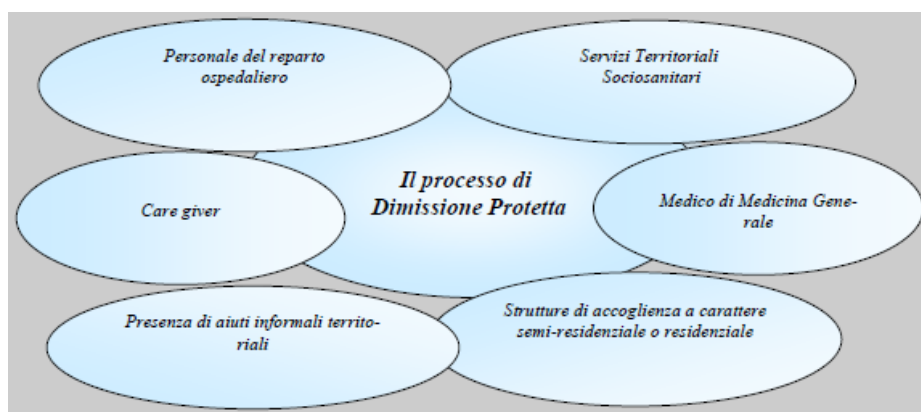 Personale del reparto
ospedaliero
Servizi Territoriali
Sociosanitari
Il processo di
Dimissione Protetta
Care giver
Medico di Medicina Gene-
rale
Presenza di aiuti informali territo-
riali
Strutture di accoglienza a carattere
semi-residenziale o residenziale